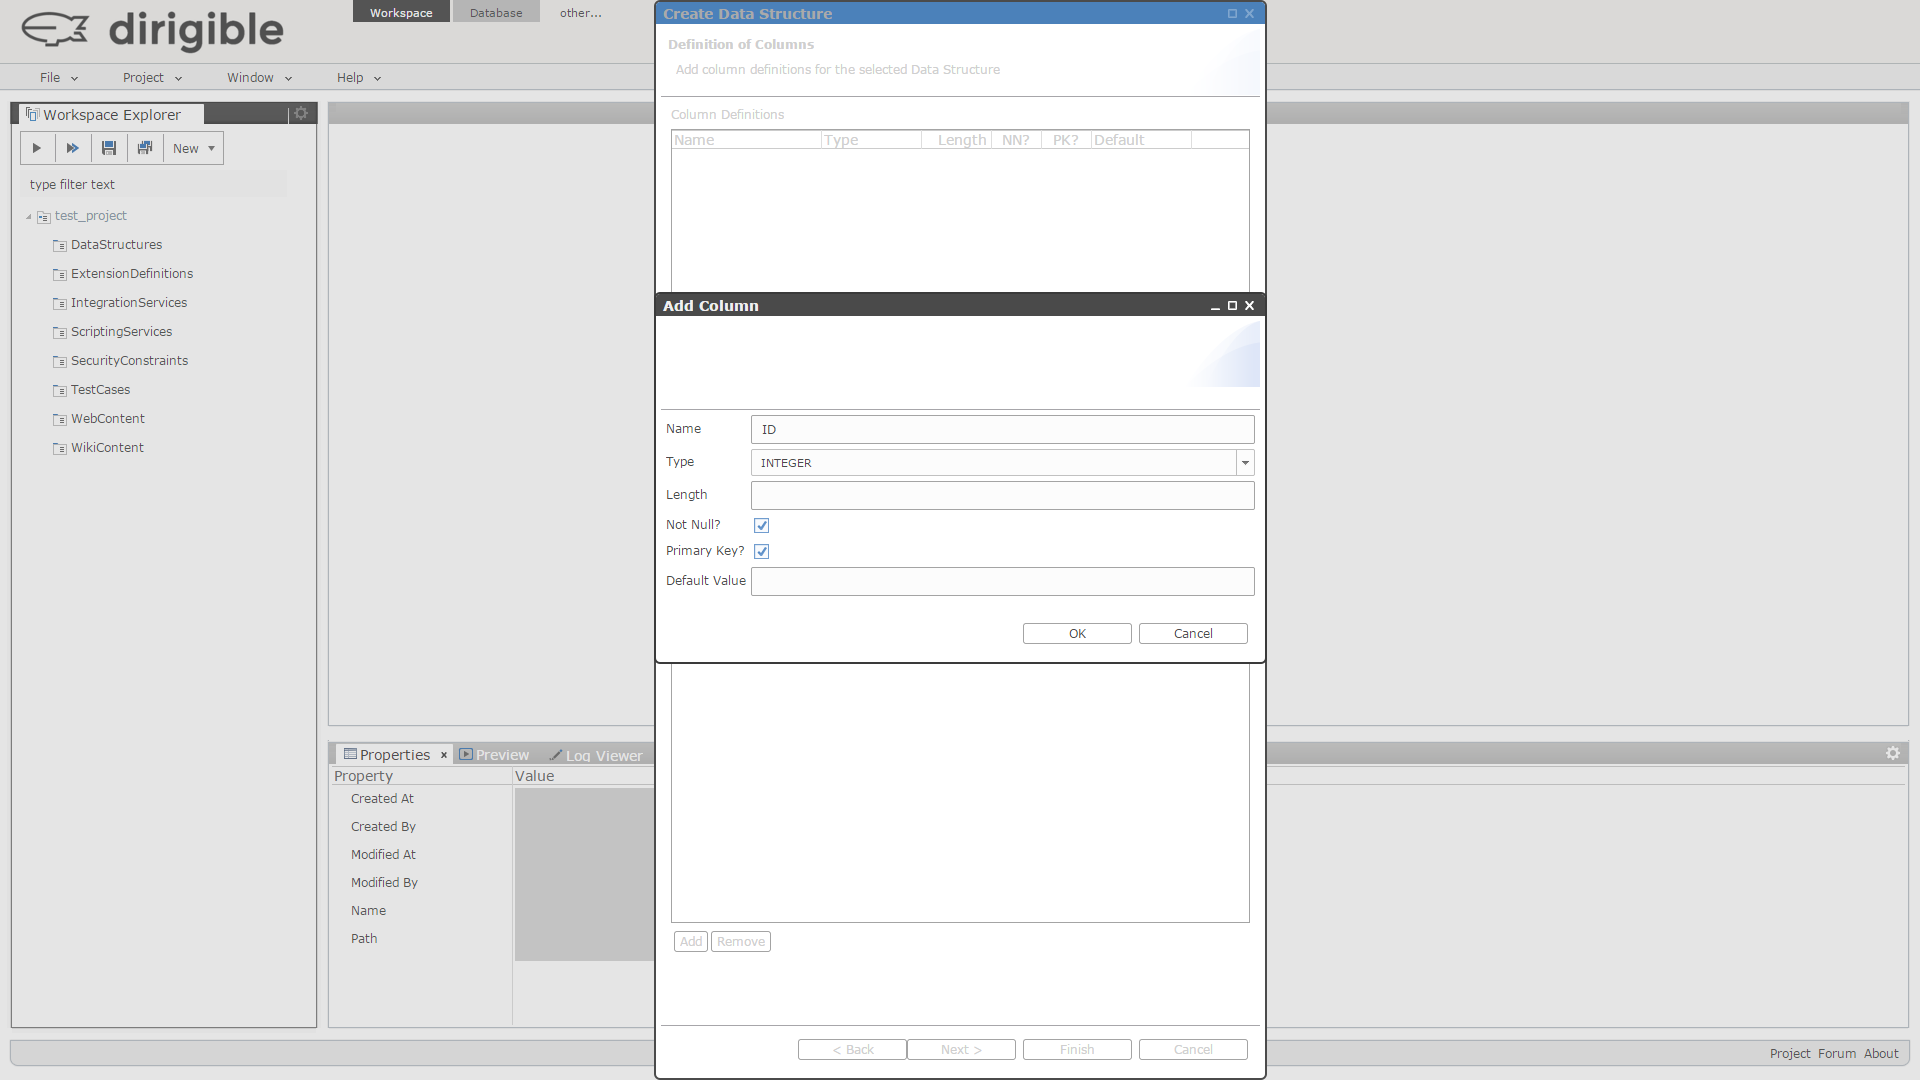 dirigible
Workspace
Database
other...
File
Project
Window
Help
Workspace Explorer
New
type filter text
test_project
DataStructures
ExtensionDefinitions
IntegrationServices
ScriptingServices
SecurityConstraints
TestCases
WebContent
WikiContent
Create Data Structure
Definition of Columns
Add column definitions for the selected Data Structure
Column Definitions
Name Type Length NN? PK? Default
Add Column
Name ID
Type INTEGER
Length
Not Null?
Primary Key?
Default Value
OK Cancel
Add Remove
< Back Next > Finish Cancel
Properties
Preview
Log Viewer
Property Value
Created At
Created By
Modified At
Modified By
Name
Path
Project Forum About